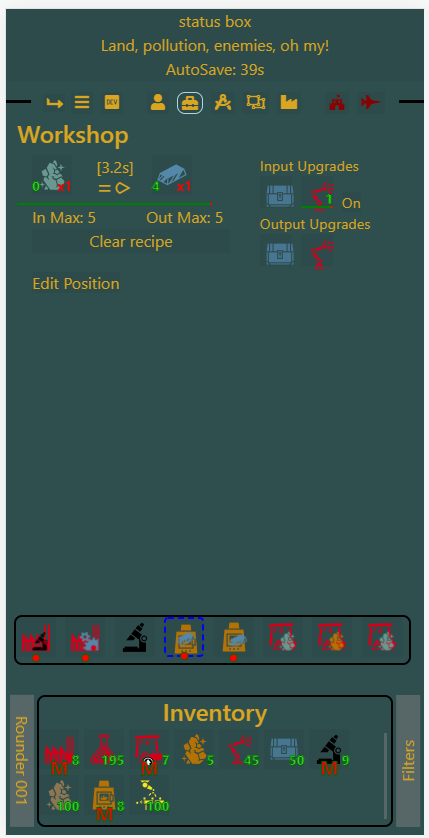 status box
Land, pollution, enemies, oh my!
AutoSave: 39s
DEV
Workshop
0 x1 [3.2s] 4 x1
Input Upgrades
1 On
In Max: 5 Out Max: 5
Output Upgrades
Clear recipe
Edit Position
Inventory
Rounder 001
Filters
M 8 195 M 7 5 45 50 M 9
100 M 8 100